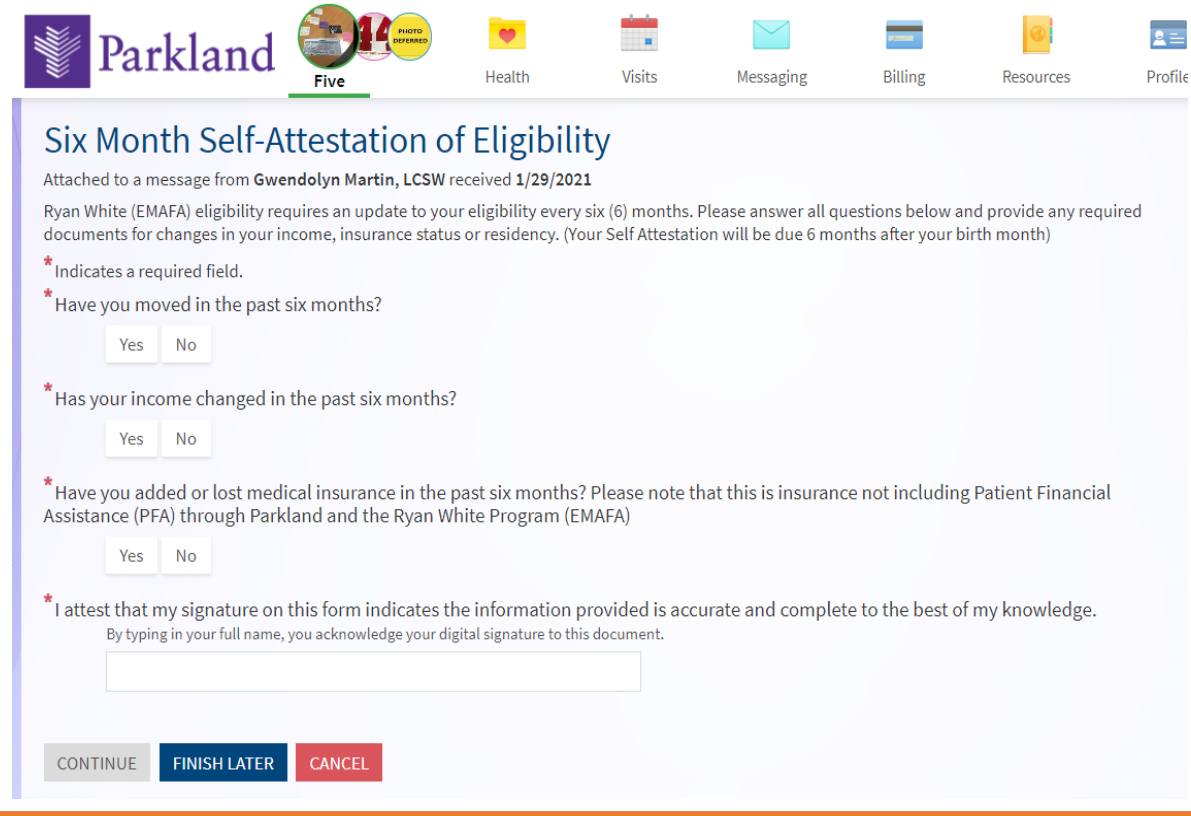 Parkland
14
PHOTO
DEFERRED
Five
Health
Visits
Messaging
Billing
Resources
Profile
Six Month Self-Attestation of Eligibility
Attached to a message from Gwendolyn Martin, LCSW received 1/29/2021
Ryan White (EMAFA) eligibility requires an update to your eligibility every six (6) months. Please answer all questions below and provide any required
documents for changes in your income, insurance status or residency. (Your Self Attestation will be due 6 months after your birth month)
*Indicates a required field.
*Have you moved in the past six months?
Yes No
*Has your income changed in the past six months?
Yes No
*Have you added or lost medical insurance in the past six months? Please note that this is insurance not including Patient Financial
Assistance (PFA) through Parkland and the Ryan White Program (EMAFA)
Yes No
*I attest that my signature on this form indicates the information provided is accurate and complete to the best of my knowledge.
By typing in your full name, you acknowledge your digital signature to this document.
CONTINUE FINISH LATER CANCEL